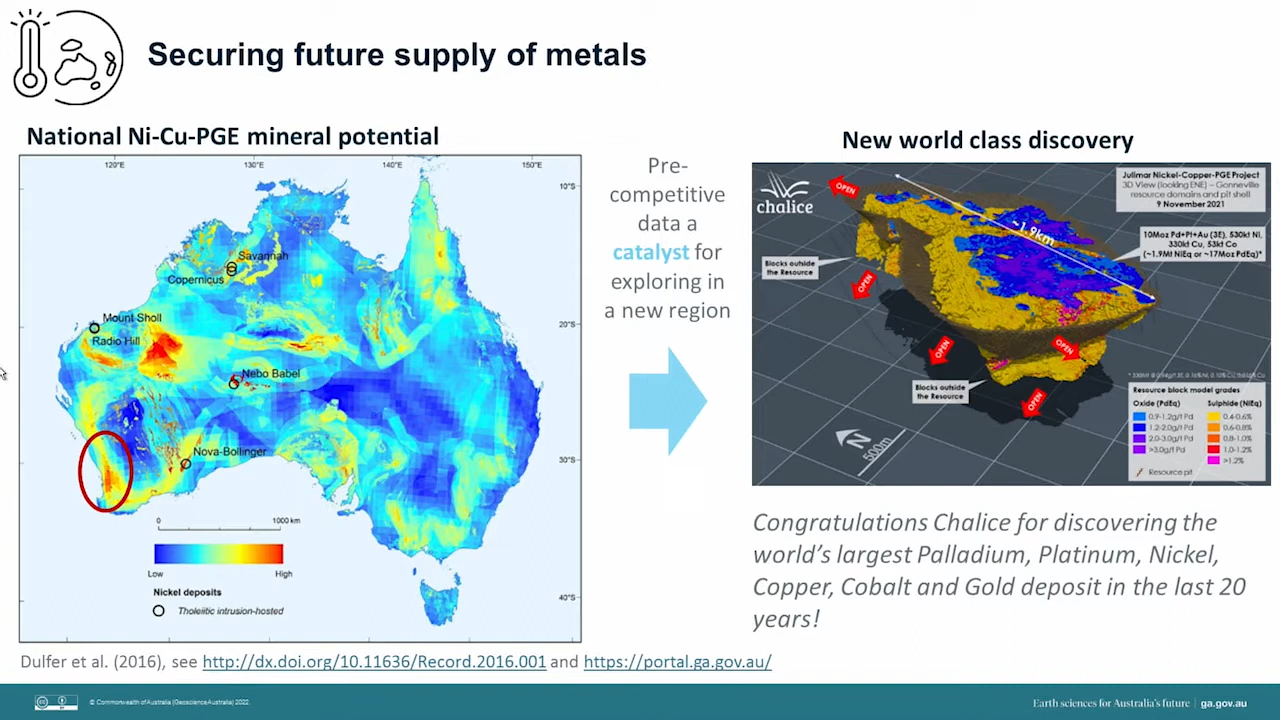 Securing future supply of metals
National Ni-Cu-PGE mineral potential
120°E
130°E
140°E
150°E
10°S
20°S
30°S
40°S
Savannah
Copernicus
Mount Sholl
Radio Hill
Nebo Babel
Nova-Bollinger
0
1000 km
Low
High
Nickel deposits
Tholeiitic intrusion-hosted
Pre-
competitive
data a
catalyst for
exploring in
a new region
New world class discovery
chalice
OPEN
Julimar Nickel-Copper-PGE Project
3D View (looking ENE) – Gonneville
resource domains and pit shell
9 November 2021
~1.9km
10Moz Pd+Pt+Au (3E), 530kt Ni,
330kt Cu, 53kt Co
(~1.9Mt NiEq or ~17Moz PdEq)*
Blocks outside
the Resource
OPEN
OPEN
OPEN
Blocks outside
the Resource
OPEN
N
500m
Resource block model grades
Oxide (PdEq)
0.9-1.2g/t Pd
1.2-2.0g/t Pd
2.0-3.0g/t Pd
>3.0g/t Pd
Sulphide (NiEq)
0.4-0.6%
0.6-0.8%
0.8-1.0%
1.0-1.2%
>1.2%
Resource pit
Congratulations Chalice for discovering the
world's largest Palladium, Platinum, Nickel,
Copper, Cobalt and Gold deposit in the last 20
years!
Dulfer et al. (2016), see http://dx.doi.org/10.11636/Record.2016.001 and https://portal.ga.gov.au/
© Commonwealth of Australia (Geoscience Australia) 2022.
Earth sciences for Australia's future | ga.gov.au